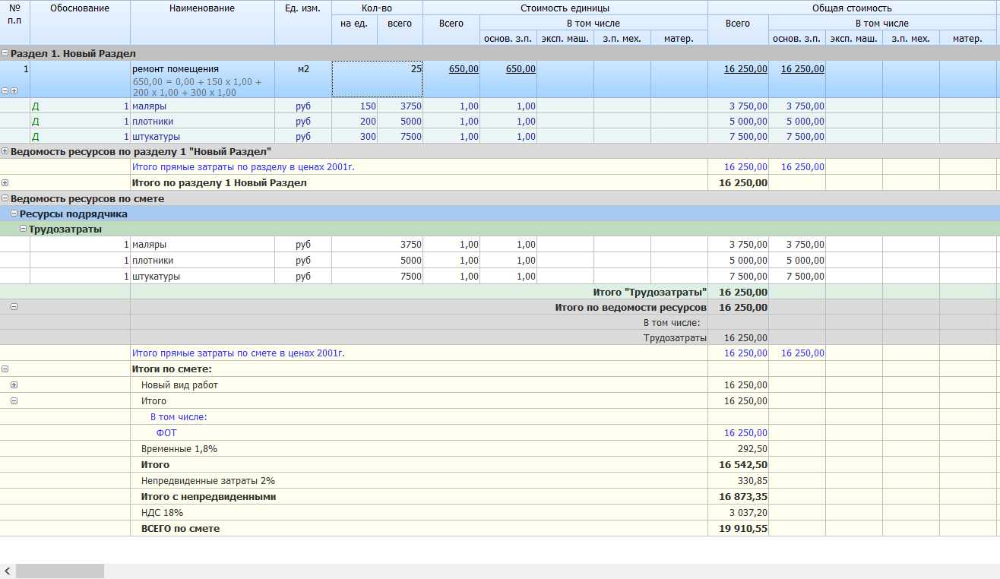 № п.п Обоснование Наименование Ед. изм. Кол-во Стоимость единицы Общая стоимость
на ед. всего Всего В том числе Всего В том числе
основ. з.п. эксп. маш. з.п. мех. матер. основ. з.п. эксп. маш. з.п. мех. матер.
Раздел 1. Новый Раздел
1 ремонт помещения м2 25 650,00 650,00 16 250,00 16 250,00
650,00 = 0,00 + 150 x 1,00 +
200 x 1,00 + 300 x 1,00
Д 1 маляры руб 150 3750 1,00 1,00 3 750,00 3 750,00
Д 1 плотники руб 200 5000 1,00 1,00 5 000,00 5 000,00
Д 1 штукатуры руб 300 7500 1,00 1,00 7 500,00 7 500,00
Ведомость ресурсов по разделу 1 "Новый Раздел"
Итого прямые затраты по разделу в ценах 2001г. 16 250,00 16 250,00
Итого по разделу 1 Новый Раздел 16 250,00
Ведомость ресурсов по смете
Ресурсы подрядчика
Трудозатраты
1 маляры руб 3750 1,00 1,00 3 750,00 3 750,00
1 плотники руб 5000 1,00 1,00 5 000,00 5 000,00
1 штукатуры руб 7500 1,00 1,00 7 500,00 7 500,00
Итого "Трудозатраты" 16 250,00
Итого по ведомости ресурсов 16 250,00
В том числе:
Трудозатраты 16 250,00
Итого прямые затраты по смете в ценах 2001г. 16 250,00 16 250,00
Итоги по смете:
Новый вид работ 16 250,00
Итого 16 250,00
В том числе:
ФОТ 16 250,00
Временные 1,8% 292,50
Итого 16 542,50
Непредвиденные затраты 2% 330,85
Итого с непредвиденными 16 873,35
НДС 18% 3 037,20
ВСЕГО по смете 19 910,55